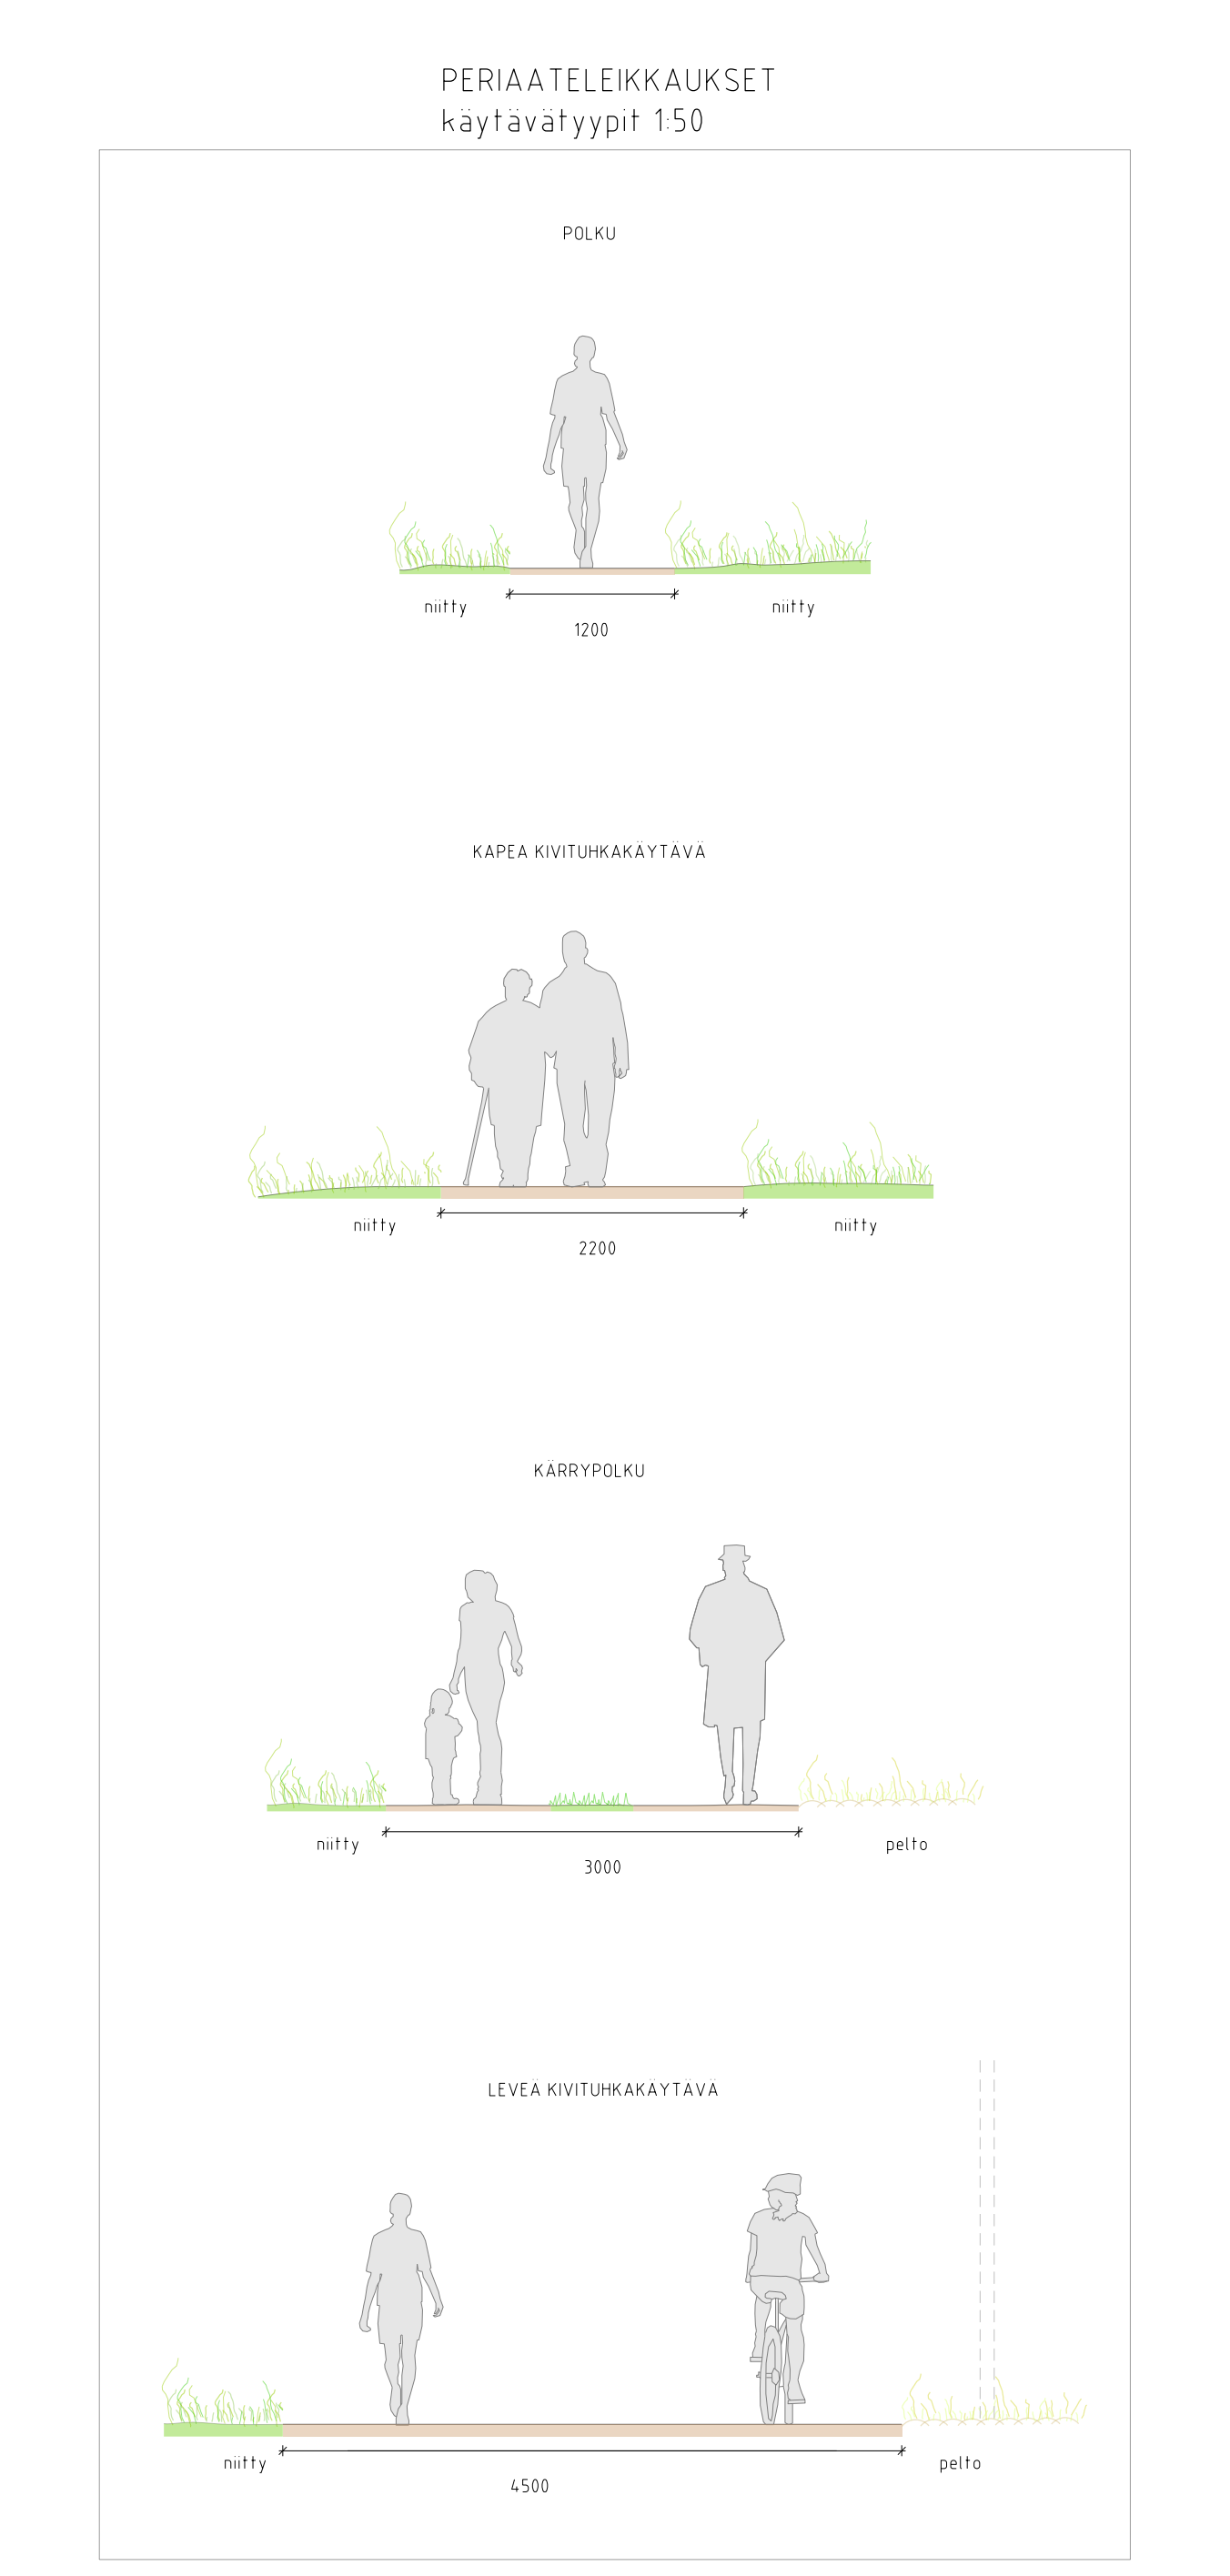 PERIAATELEIKKAUKSET
käytävätyypit 1:50
POLKU
niitty
niitty
1200
KAPEA KIVITUHKAKÄYTÄVÄ
niitty
niitty
2200
KÄRRYPOLKU
niitty
pelto
3000
LEVEÄ KIVITUHKAKÄYTÄVÄ
niitty
pelto
4500